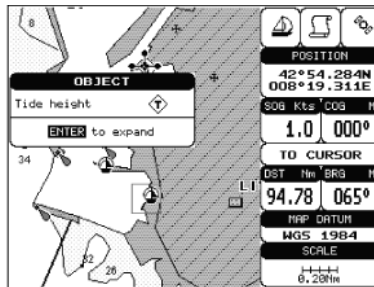 8
OBJECT
Tide height T
ENTER to expand
34
32
26
POSITION
42°54.284N
008°19.311E
SOG Kts COG M
1.0 000°
TO CURSOR
DST Nm BRG M
94.78 065°
MAP DATUM
WGS 1984
SCALE
0.20Nm